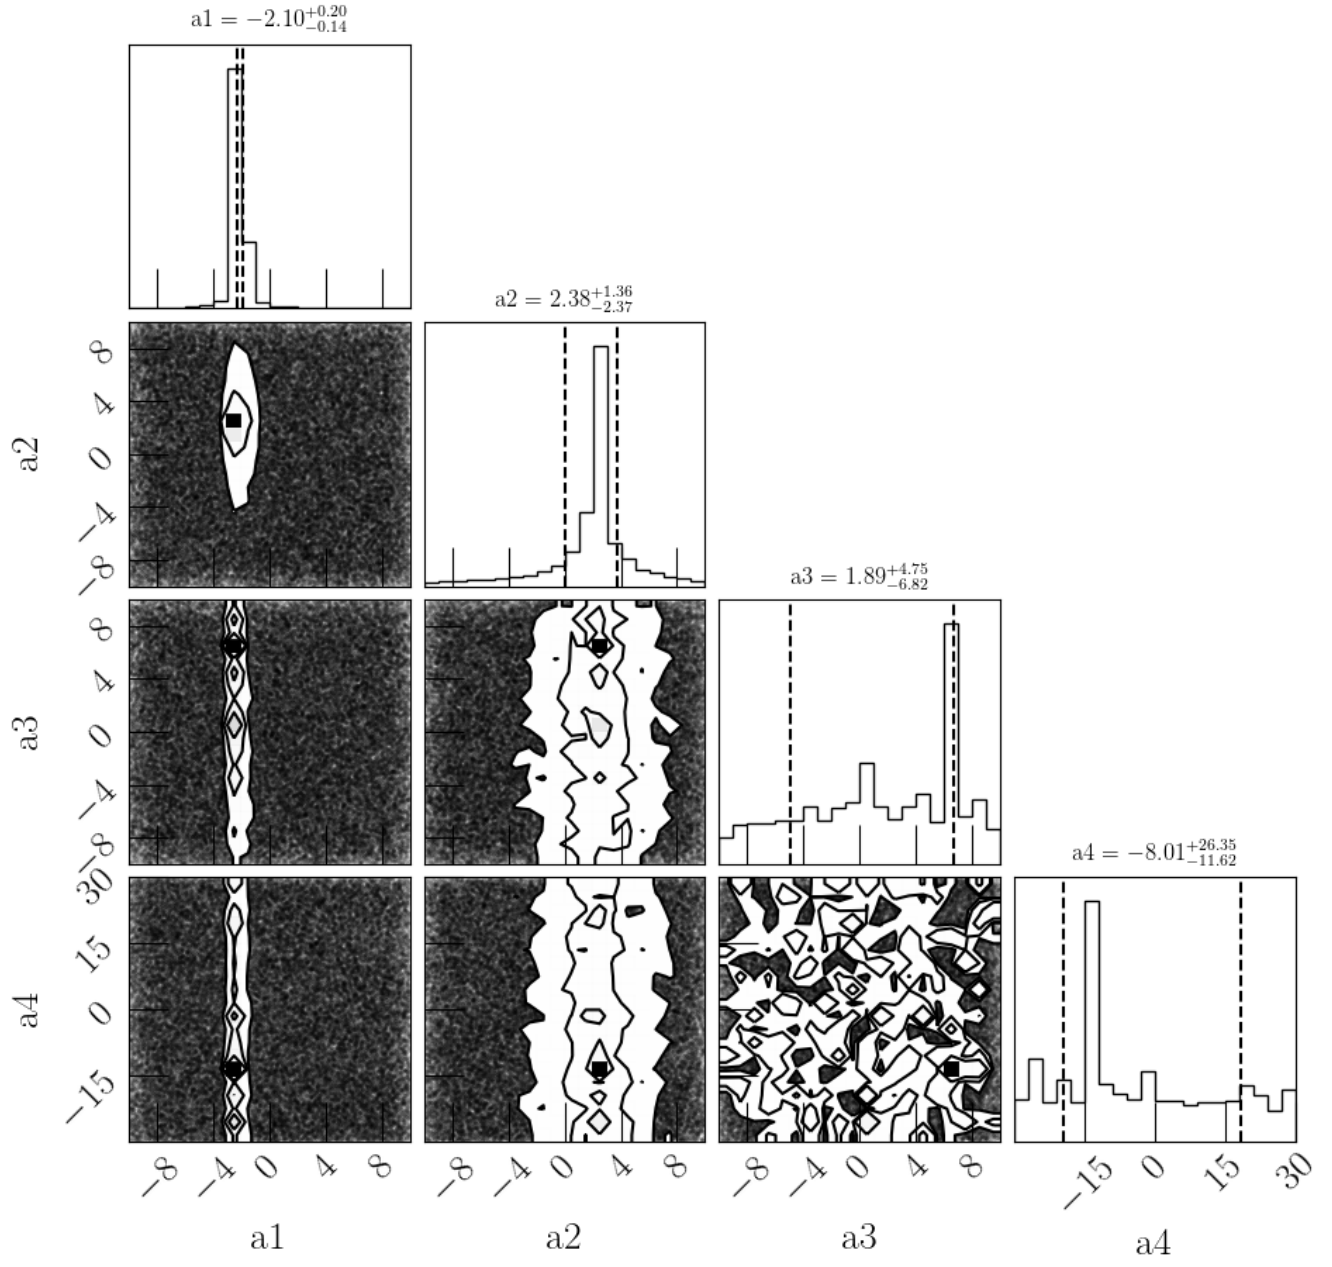 a1 = −2.10^{+0.20}_{−0.14}
a2 = 2.38^{+1.36}_{−2.37}
8
4
0
−4
−8
a2
a3 = 1.89^{+4.75}_{−6.82}
8
4
0
−4
−8
a3
a4 = −8.01^{+26.35}_{−11.62}
30
15
0
−15
a4
−8 −4 0 4 8 −8 −4 0 4 8 −8 −4 0 4 8 −15 0 15 30
a1 a2 a3 a4